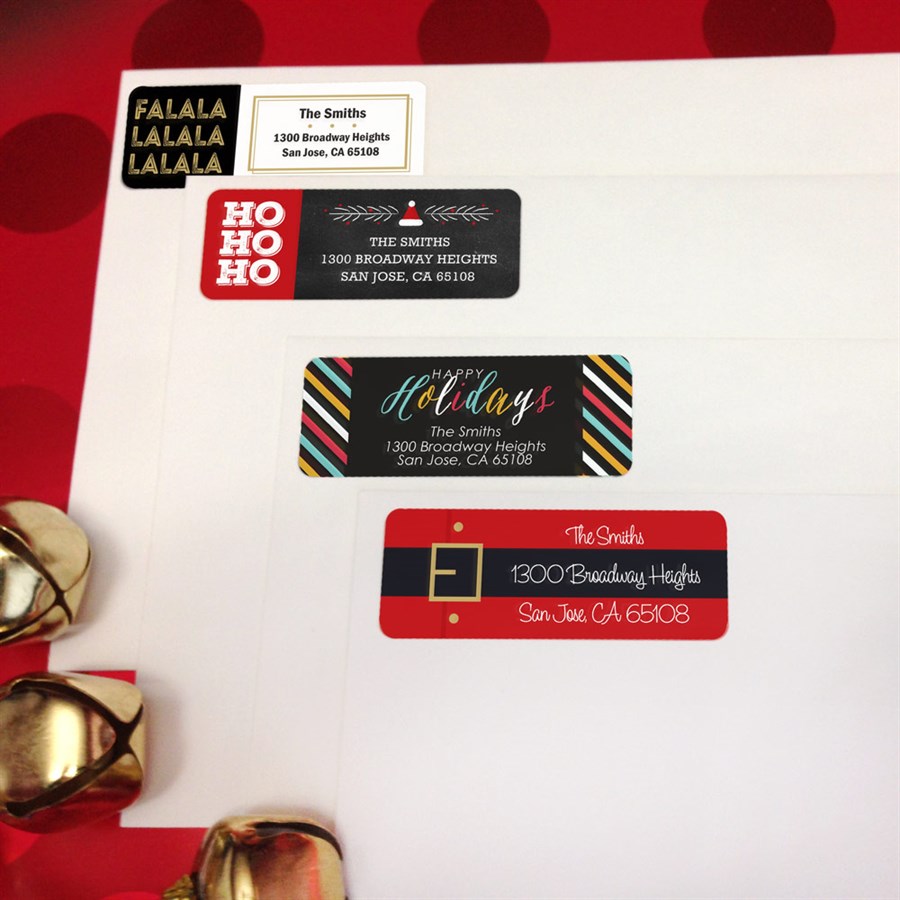 FALALA
LALALA
LALALA
The Smiths
1300 Broadway Heights
San Jose, CA 65108
HO
HO
HO
THE SMITHS
1300 BROADWAY HEIGHTS
SAN JOSE, CA 65108
HAPPY
Holidays
The Smiths
1300 Broadway Heights
San Jose, CA 65108
The Smiths
1300 Broadway Heights
San Jose, CA 65108